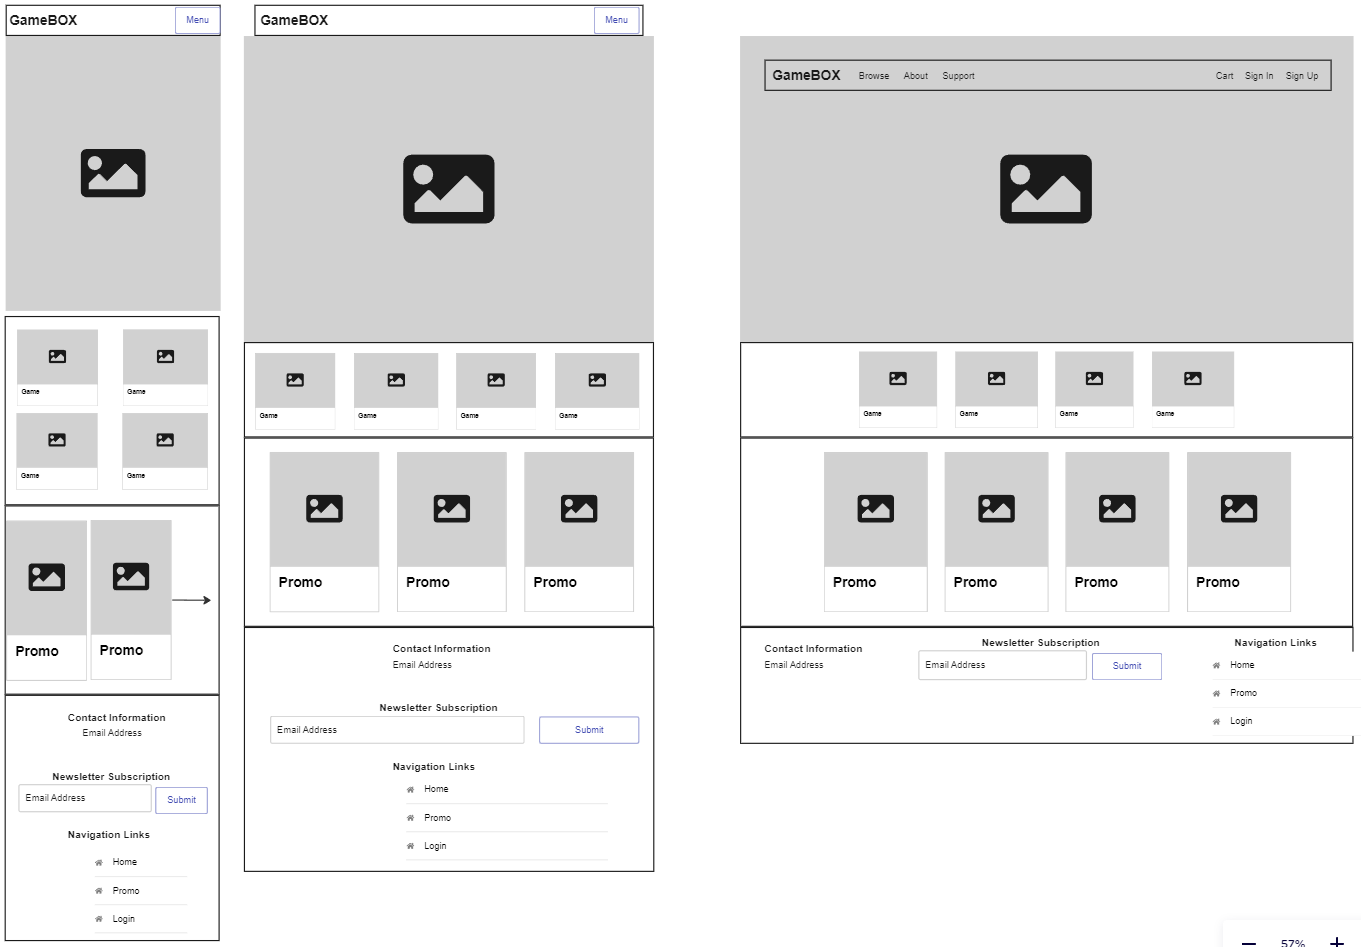 GameBOX
Menu
Game
Game
Game
Game
Promo
Promo
Contact Information
Email Address
Newsletter Subscription
Email Address
Submit
Navigation Links
Home
Promo
Login
GameBOX
Menu
Game
Game
Game
Game
Promo
Promo
Promo
Contact Information
Email Address
Newsletter Subscription
Email Address
Submit
Navigation Links
Home
Promo
Login
GameBOX
Browse
About
Support
Cart
Sign In
Sign Up
Game
Game
Game
Game
Promo
Promo
Promo
Promo
Contact Information
Email Address
Newsletter Subscription
Email Address
Submit
Navigation Links
Home
Promo
Login
57%